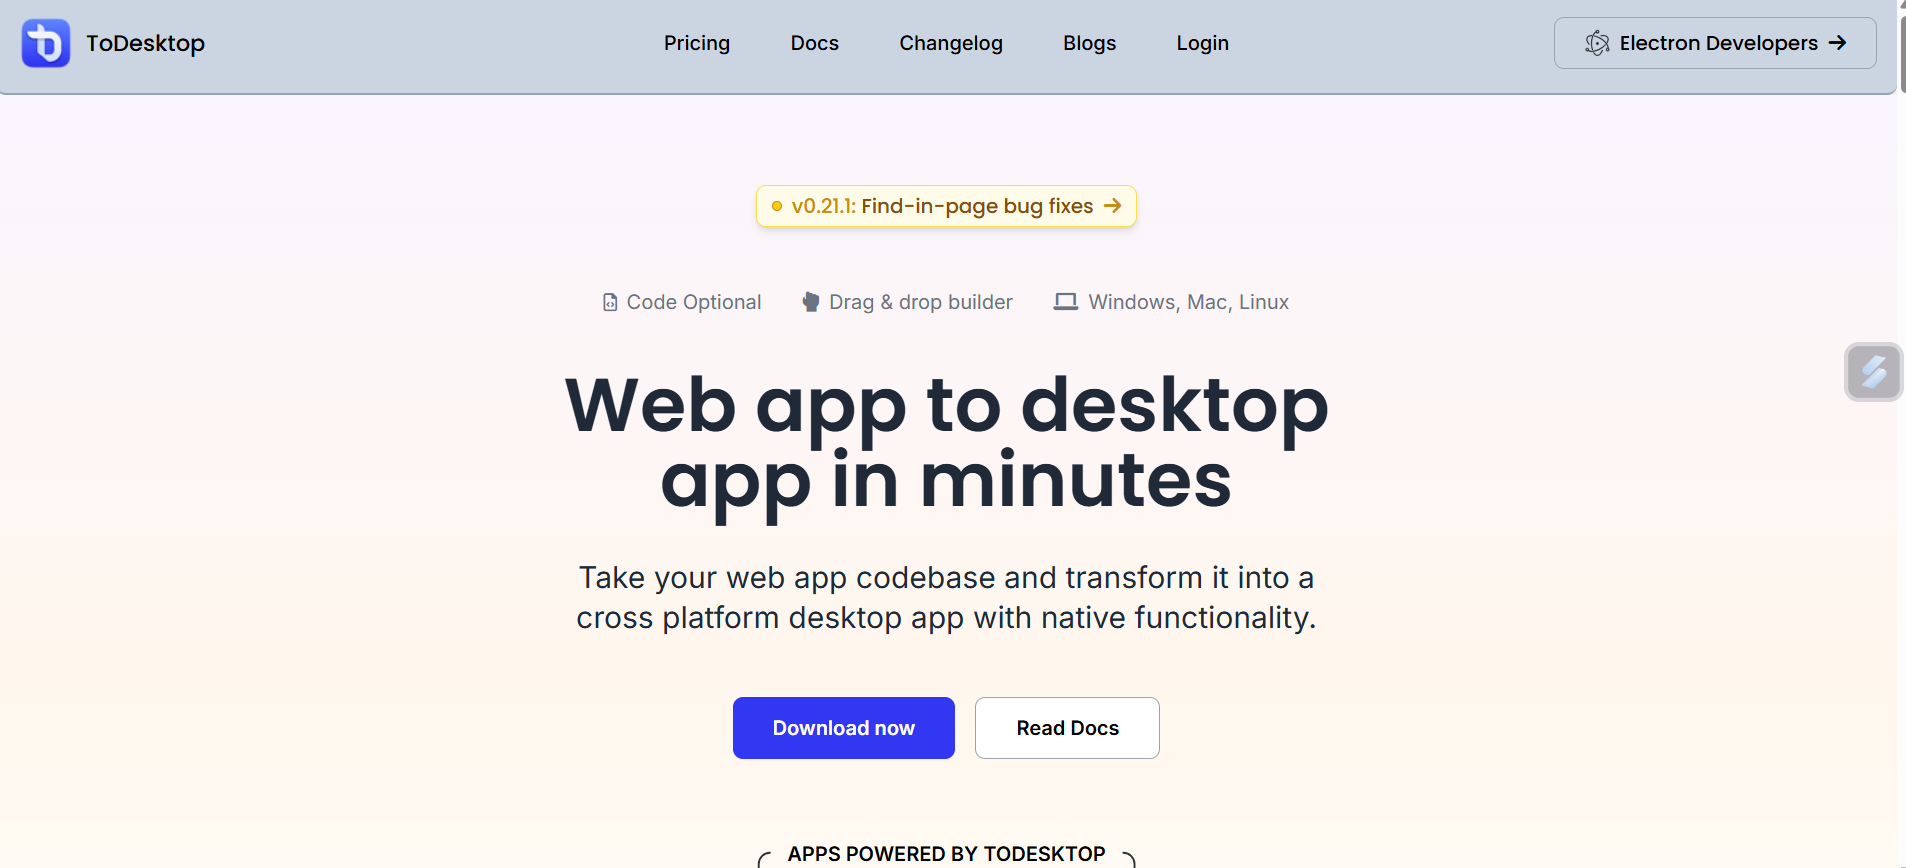 ToDesktop
Pricing
Docs
Changelog
Blogs
Login
Electron Developers →
v0.21.1: Find-in-page bug fixes →
Code Optional
Drag & drop builder
Windows, Mac, Linux
Web app to desktop
app in minutes
Take your web app codebase and transform it into a
cross platform desktop app with native functionality.
Download now
Read Docs
APPS POWERED BY TODESKTOP